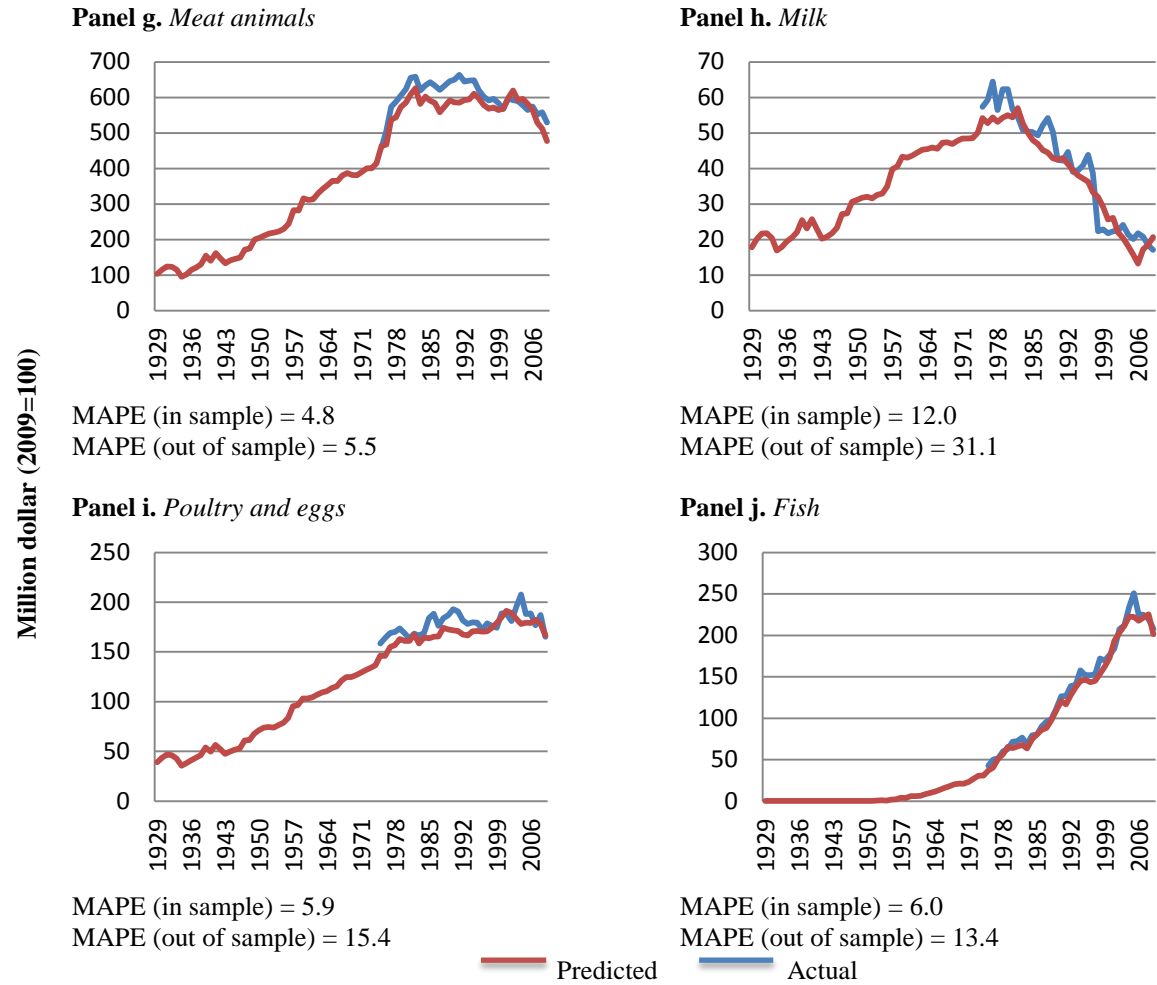 Panel g. Meat animals
700
600
500
400
300
200
100
0
1929 1936 1943 1950 1957 1964 1971 1978 1985 1992 1999 2006
MAPE (in sample) = 4.8
MAPE (out of sample) = 5.5
Panel h. Milk
70
60
50
40
30
20
10
0
1929 1936 1943 1950 1957 1964 1971 1978 1985 1992 1999 2006
MAPE (in sample) = 12.0
MAPE (out of sample) = 31.1
Million dollar (2009=100)
Panel i. Poultry and eggs
250
200
150
100
50
0
1929 1936 1943 1950 1957 1964 1971 1978 1985 1992 1999 2006
MAPE (in sample) = 5.9
MAPE (out of sample) = 15.4
Panel j. Fish
300
250
200
150
100
50
0
1929 1936 1943 1950 1957 1964 1971 1978 1985 1992 1999 2006
MAPE (in sample) = 6.0
MAPE (out of sample) = 13.4
Predicted Actual